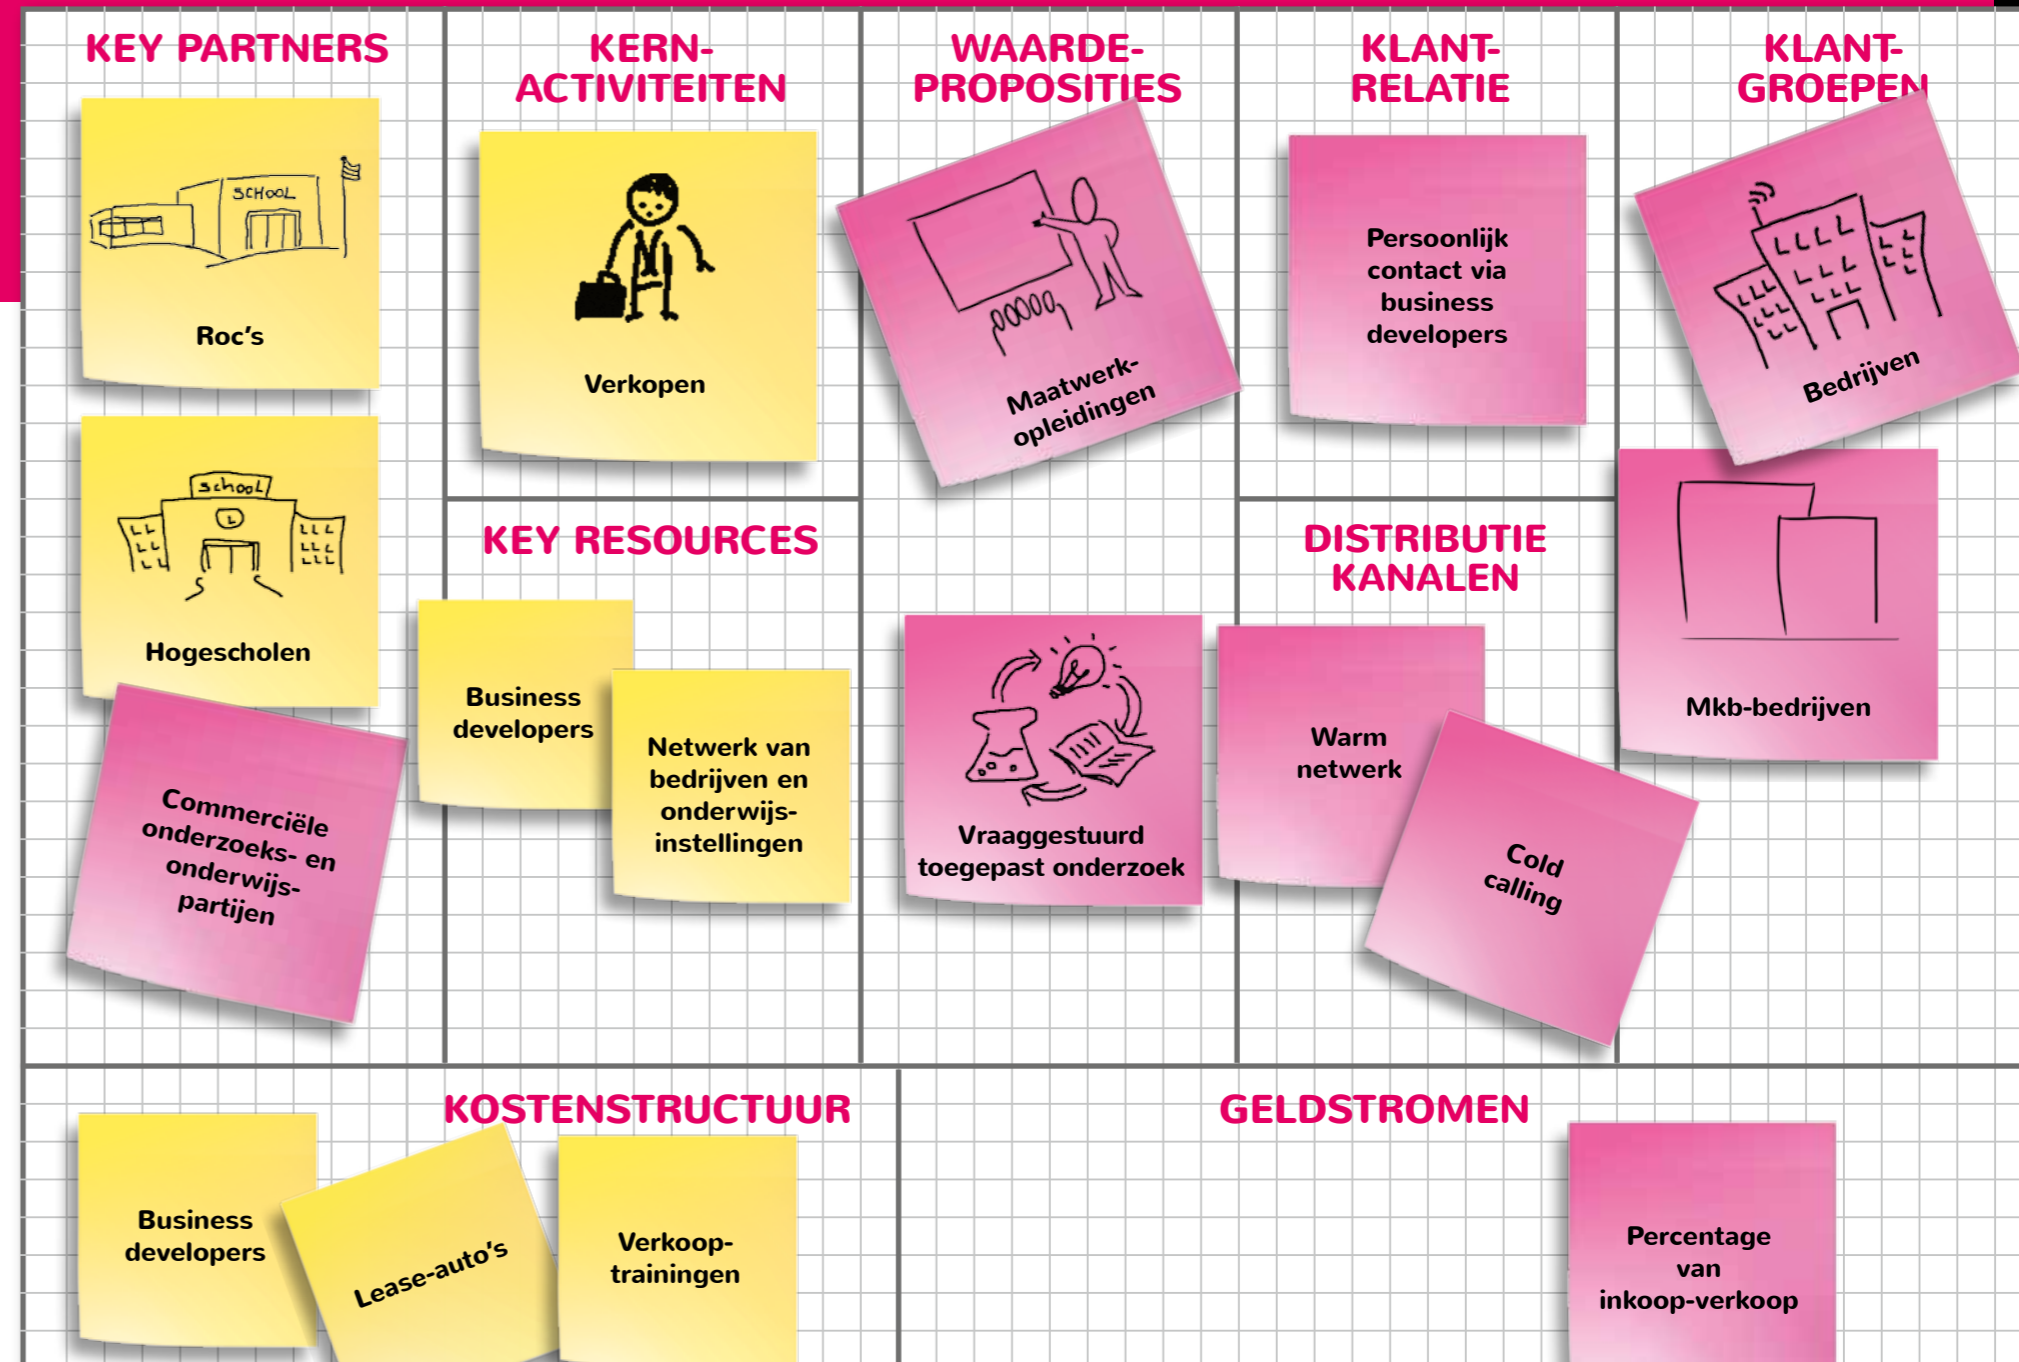 KEY PARTNERS
SCHOOL
Roc's
School
Hogescholen
Commerciële
onderzoeks- en
onderwijs-
partijen
KERN-
ACTIVITEITEN
Verkopen
KEY RESOURCES
Business
developers
Netwerk van
bedrijven en
onderwijs-
instellingen
WAARDE-
PROPOSITIES
Maatwerk-
opleidingen
Vraaggestuurd
toegepast onderzoek
KLANT-
RELATIE
Persoonlijk
contact via
business
developers
DISTRIBUTIE
KANALEN
Warm
netwerk
Cold
calling
KLANT-
GROEPEN
Bedrijven
Mkb-bedrijven
KOSTENSTRUCTUUR
Business
developers
Lease-auto's
Verkoop-
trainingen
GELDSTROMEN
Percentage
van
inkoop-verkoop